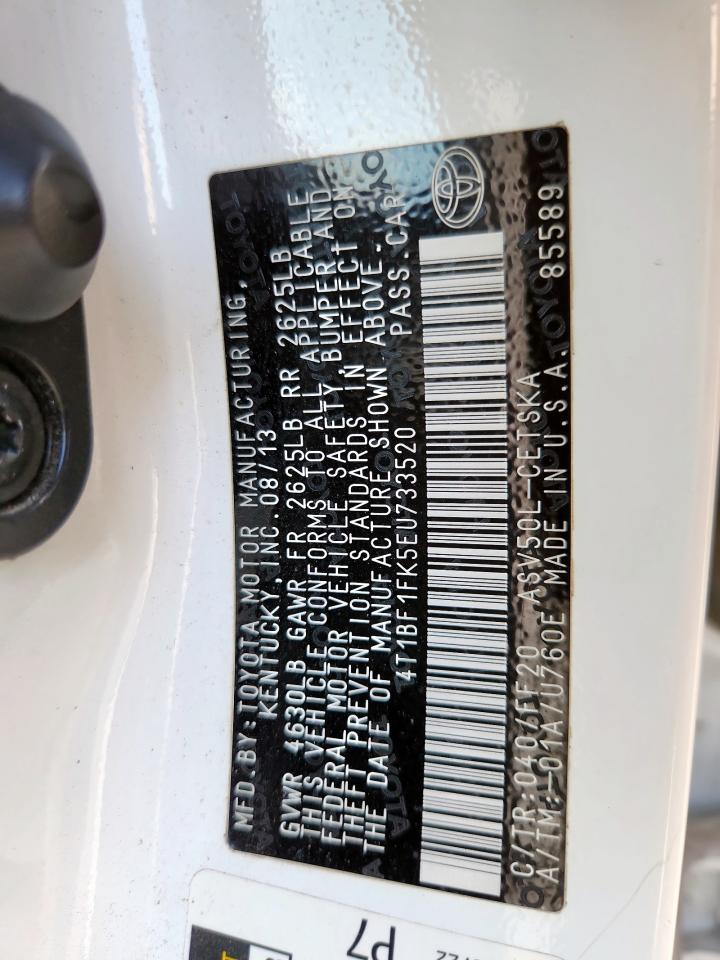 MFD.BY:TOYOTA MOTOR MANUFACTURING,
KENTUCKY, INC. 08/13
GVWR 4630LB GAWR FR 2625LB RR 2625LB
THIS VEHICLE CONFORMS TO ALL APPLICABLE
FEDERAL MOTOR VEHICLE SAFETY, BUMPER, AND
THEFT PREVENTION STANDARDS IN EFFECT ON
THE DATE OF MANUFACTURE SHOWN ABOVE.
4T1BF1FK5EU733520 PASS.CAR
C/TR:040/FF20 ASV50L-CETSKA
A/TM:-01A/U760E MADE IN U.S.A. 85589
P7